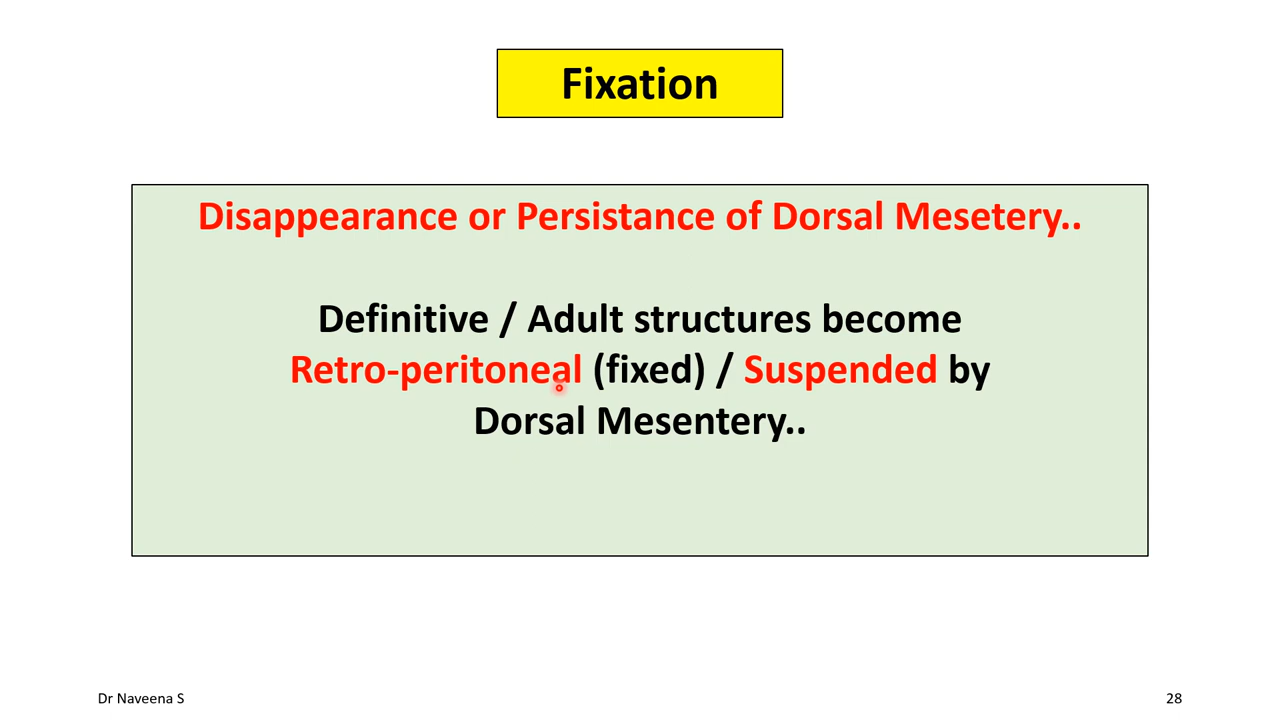 Fixation
Disappearance or Persistance of Dorsal Mesetery..
Definitive / Adult structures become
Retro-peritoneal (fixed) / Suspended by
Dorsal Mesentery..
Dr Naveena S
28